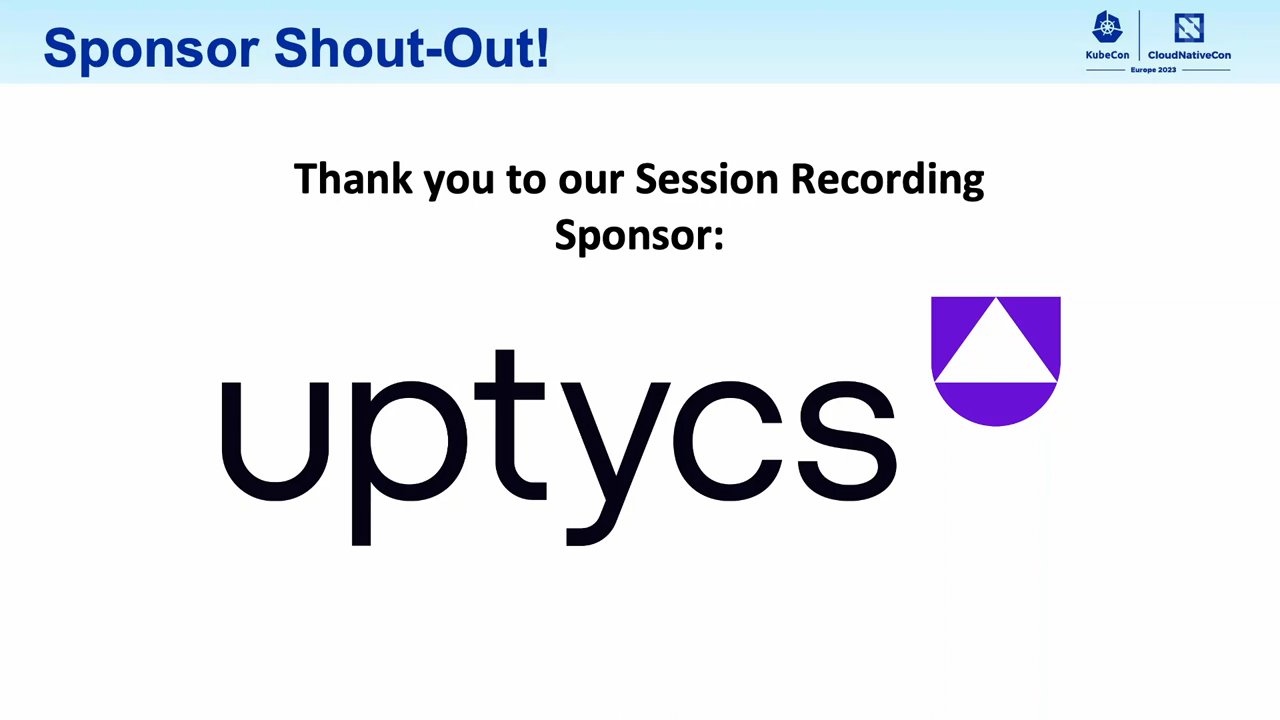 Sponsor Shout-Out!
KubeCon
CloudNativeCon
Europe 2023
Thank you to our Session Recording
Sponsor:
uptycs